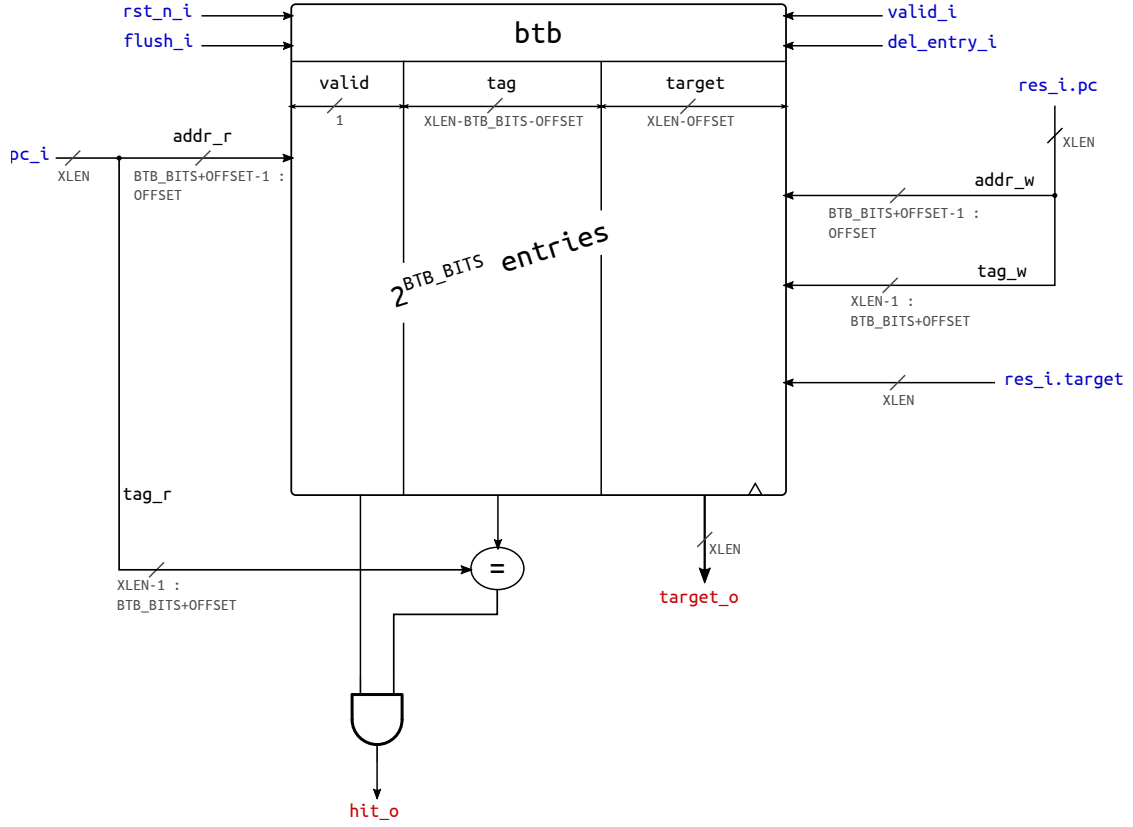 rst_n_i
flush_i
btb
valid_i
del_entry_i
valid
tag
target
1
XLEN-BTB_BITS-OFFSET
XLEN-OFFSET
res_i.pc
XLEN
pc_i
XLEN
addr_r
BTB_BITS+OFFSET-1 :
OFFSET
addr_w
BTB_BITS+OFFSET-1 :
OFFSET
2^BTB_BITS entries
tag_w
XLEN-1 :
BTB_BITS+OFFSET
res_i.target
XLEN
tag_r
XLEN-1 :
BTB_BITS+OFFSET
=
XLEN
target_o
hit_o